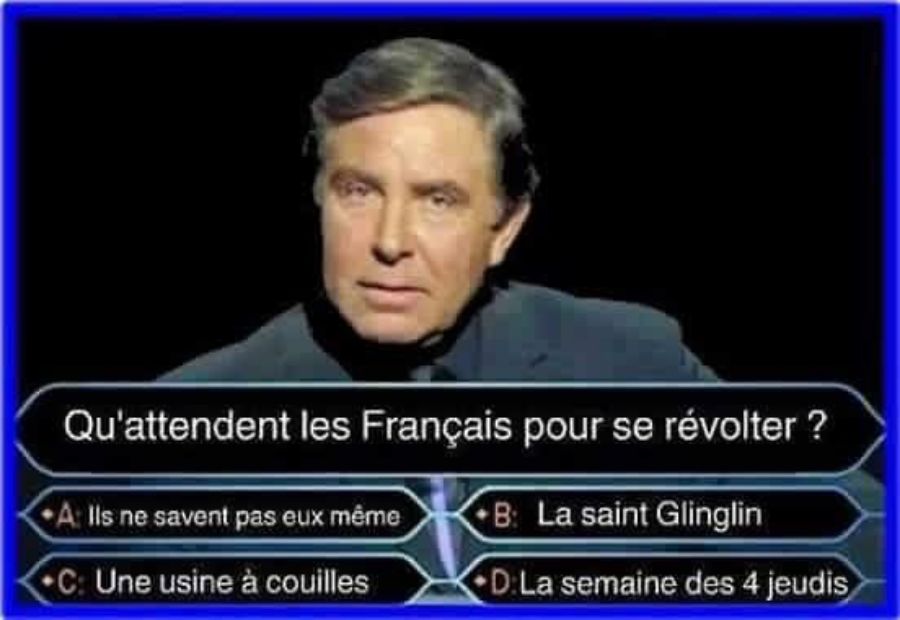 Qu'attendent les Français pour se révolter ?
A: Ils ne savent pas eux même
B: La saint Glinglin
C: Une usine à couilles
D: La semaine des 4 jeudis